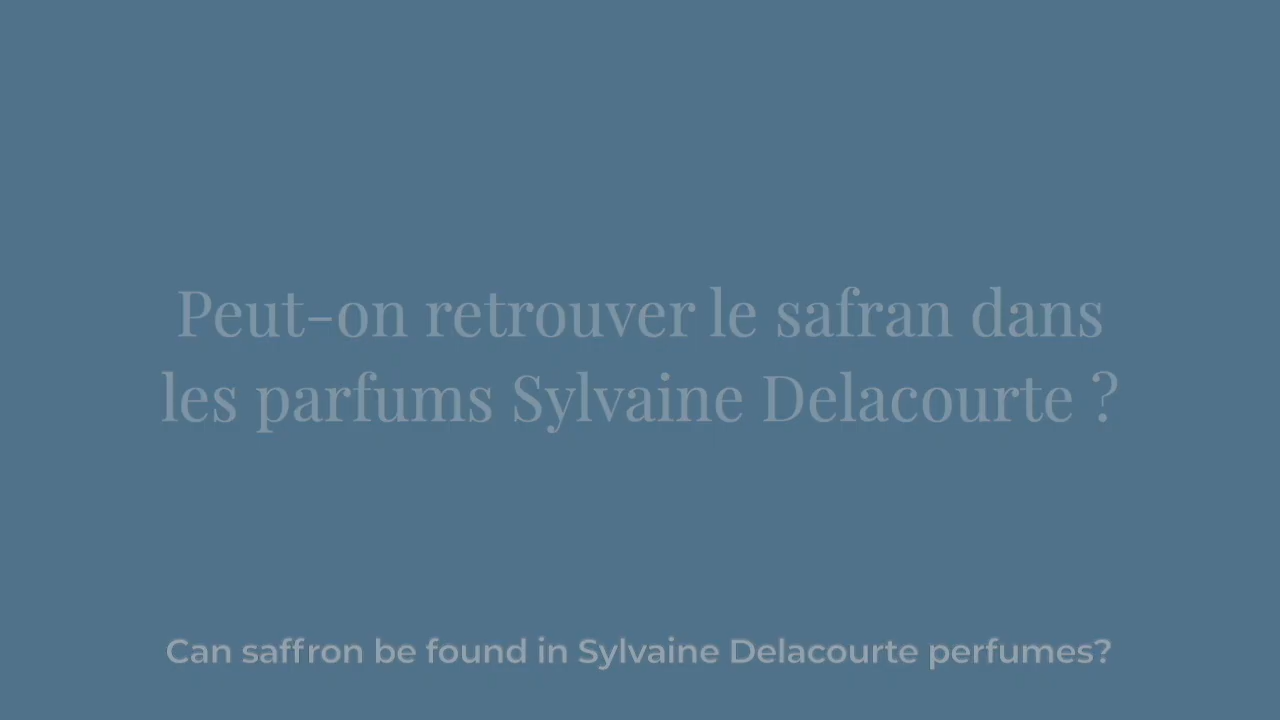 Peut-on retrouver le safran dans
les parfums Sylvaine Delacourte ?
Can saffron be found in Sylvaine Delacourte perfumes?